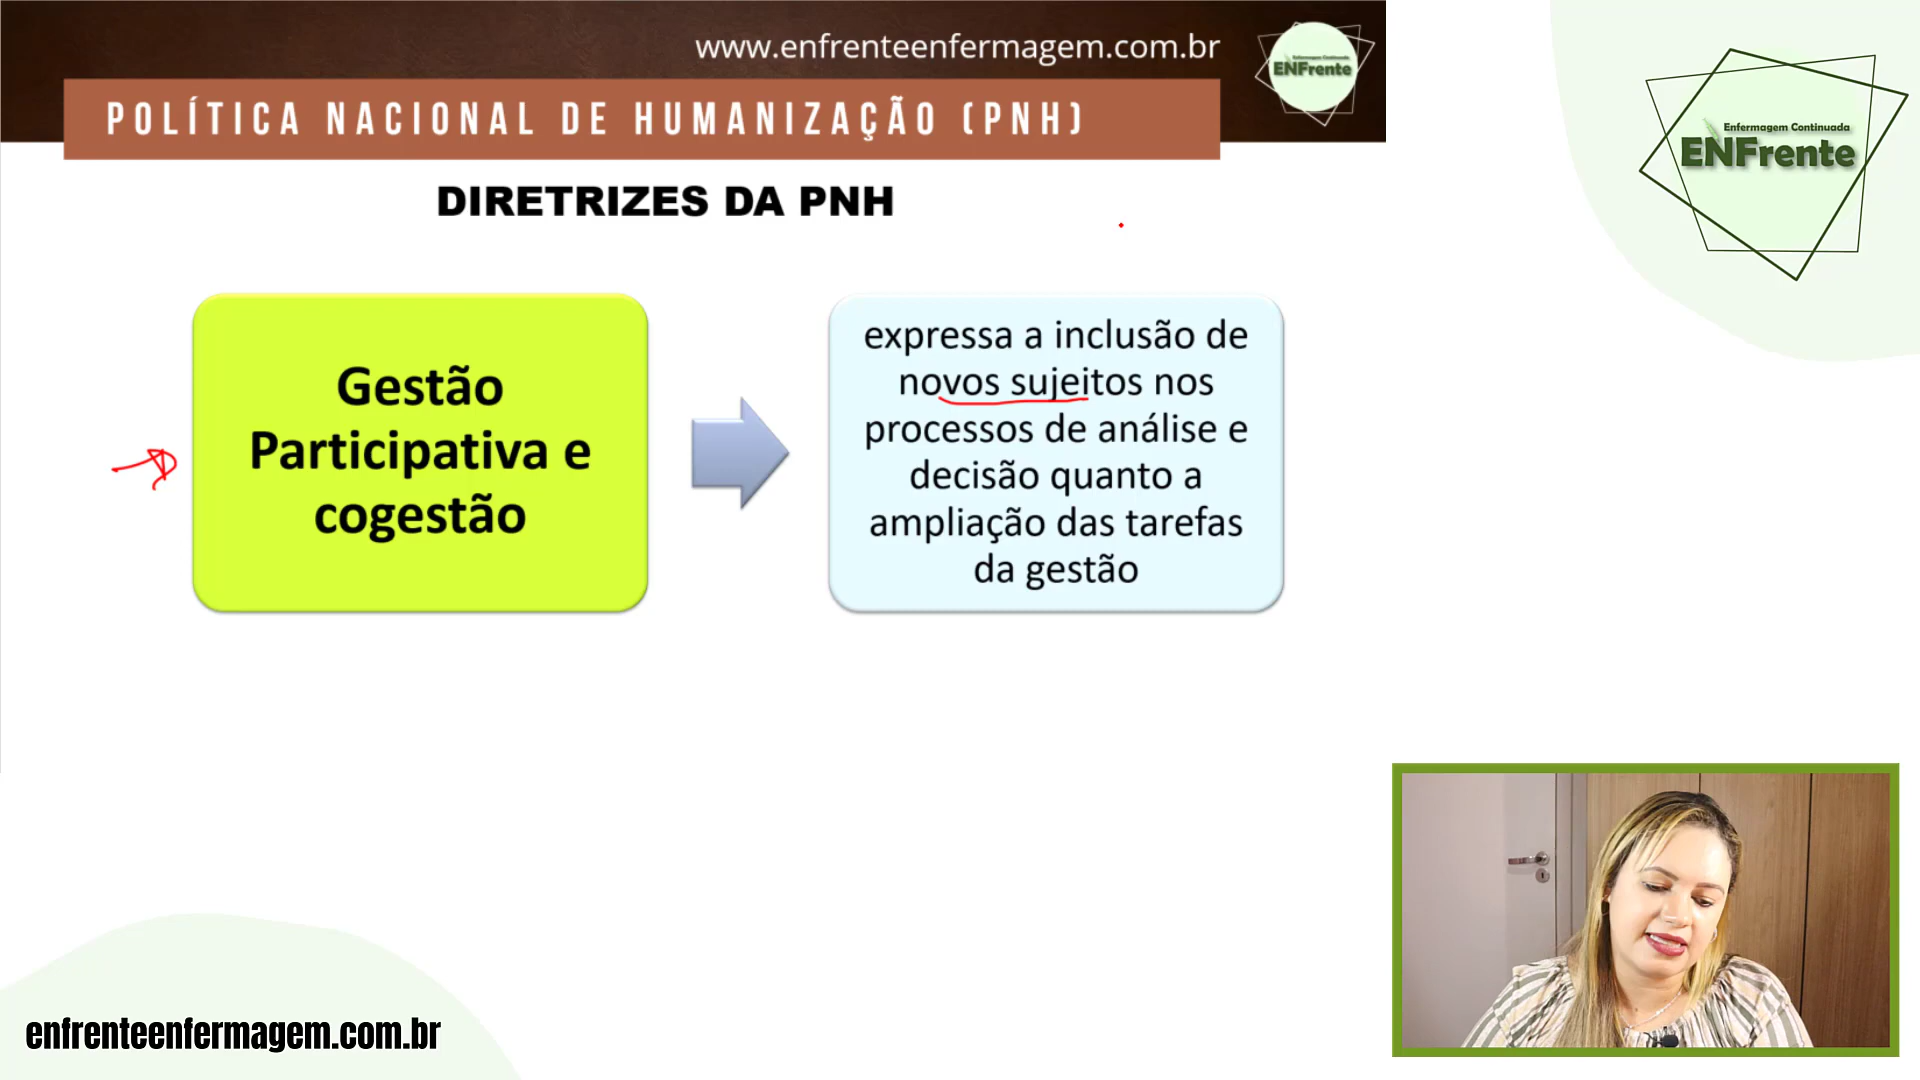 www.enfrenteenfermagem.com.br
Enfermagem Continuada
ENFrente
POLÍTICA NACIONAL DE HUMANIZAÇÃO (PNH)
Enfermagem Continuada
ENFrente
DIRETRIZES DA PNH
Gestão
Participativa e
cogestão
expressa a inclusão de
novos sujeitos nos
processos de análise e
decisão quanto a
ampliação das tarefas
da gestão
enfrenteenfermagem.com.br